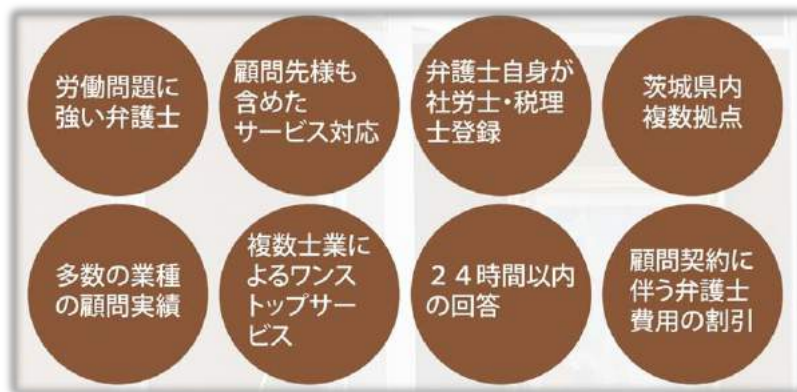 労働問題に
強い弁護士
顧問先様も
含めた
サービス対応
弁護士自身が
社労士・税理
士登録
茨城県内
複数拠点
多数の業種
の顧問実績
複数士業に
よるワンス
トップサー
ビス
２４時間以内
の回答
顧問契約に
伴う弁護士
費用の割引